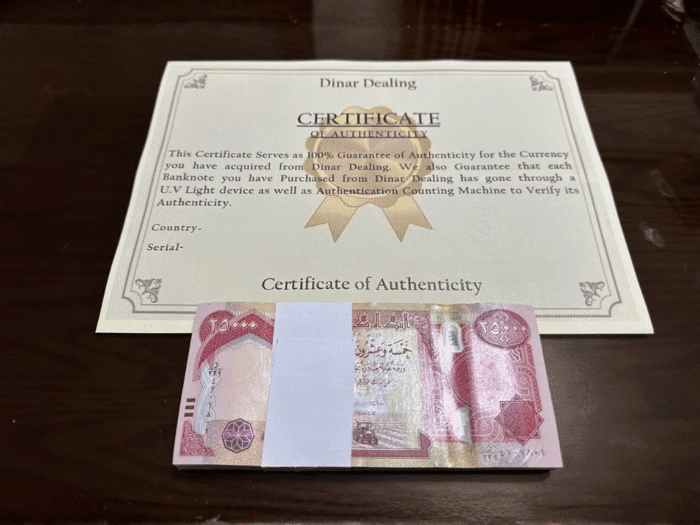 Dinar Dealing
CERTIFICATE
OF AUTHENTICITY
This Certificate Serves as 100% Guarantee of Authenticity for the Currency
you have acquired from Dinar Dealing. We also Guarantee that each
Banknote you have Purchased from Dinar Dealing has gone through a
U.V Light device as well as Authentication Counting Machine to Verify its
Authenticity.
Country-
Serial-
Certificate of Authenticity
٢٥٠٠٠
٢٥٠٠٠
خمسة وعشرون